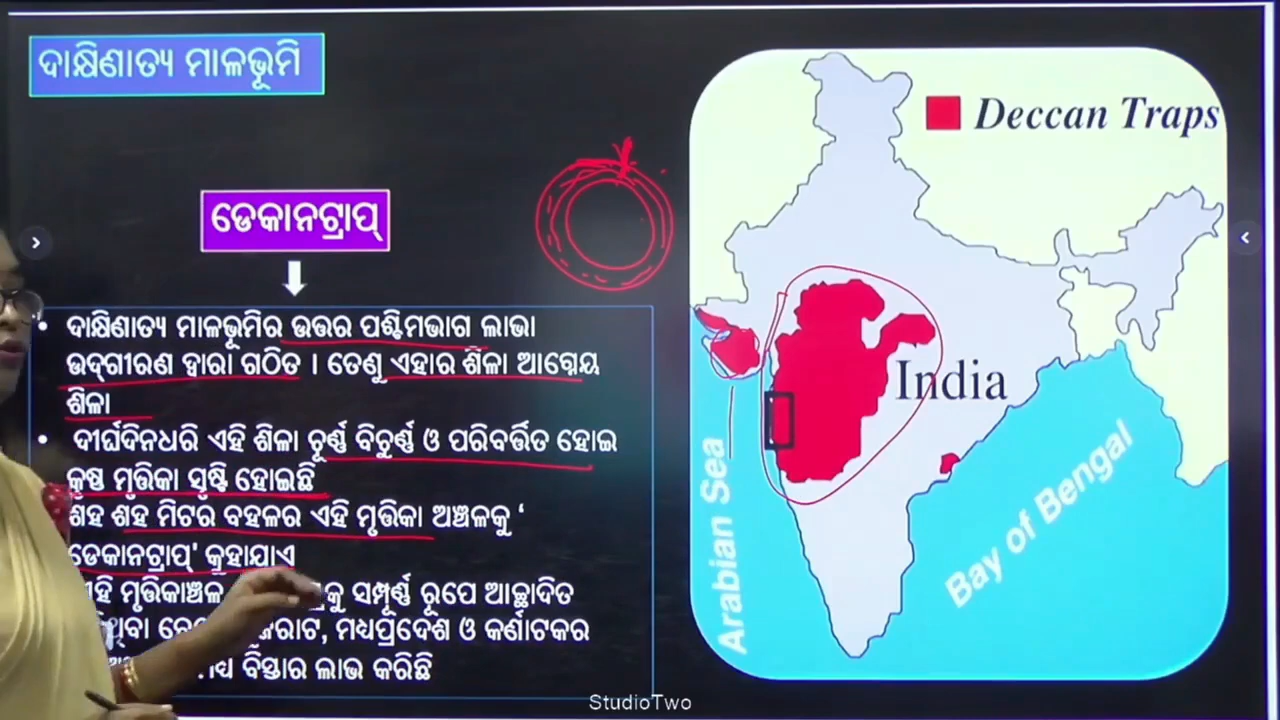 ଦାକ୍ଷିଣାତ୍ୟ ମାଳଭୂମି
ଡେକାନଟ୍ରାପ୍
• ଦାକ୍ଷିଣାତ୍ୟ ମାଳଭୂମିର ଉତ୍ତର ପଶ୍ଚିମଭାଗ ଲାଭା
ଉଦ୍‌ଗୀରଣ ଦ୍ୱାରା ଗଠିତ । ତେଣୁ ଏହାର ଶିଳା ଆଗ୍ନେୟ
ଶିଳା
• ଦୀର୍ଘଦିନଧରି ଏହି ଶିଳା ଚୂର୍ଣ୍ଣ ବିଚୁର୍ଣ୍ଣ ଓ ପରିବର୍ତ୍ତିତ ହୋଇ
କୃଷ୍ଣ ମୃତ୍ତିକା ସୃଷ୍ଟି ହୋଇଛି
ଶହ ଶହ ମିଟର ବହଳର ଏହି ମୃତ୍ତିକା ଅଞ୍ଚଳକୁ ‘
ଡେକାନଟ୍ରାପ୍' କୁହାଯାଏ
ମୃତ୍ତିକାଞ୍ଚଳ ସମ୍ପୂର୍ଣ୍ଣ ରୂପେ ଆଚ୍ଛାଦିତ
ମଧ୍ୟପ୍ରଦେଶ ଓ କର୍ଣାଟକର
ବିସ୍ତାର ଲାଭ କରିଛି
Deccan Traps
India
Arabian Sea
Bay of Bengal
StudioTwo